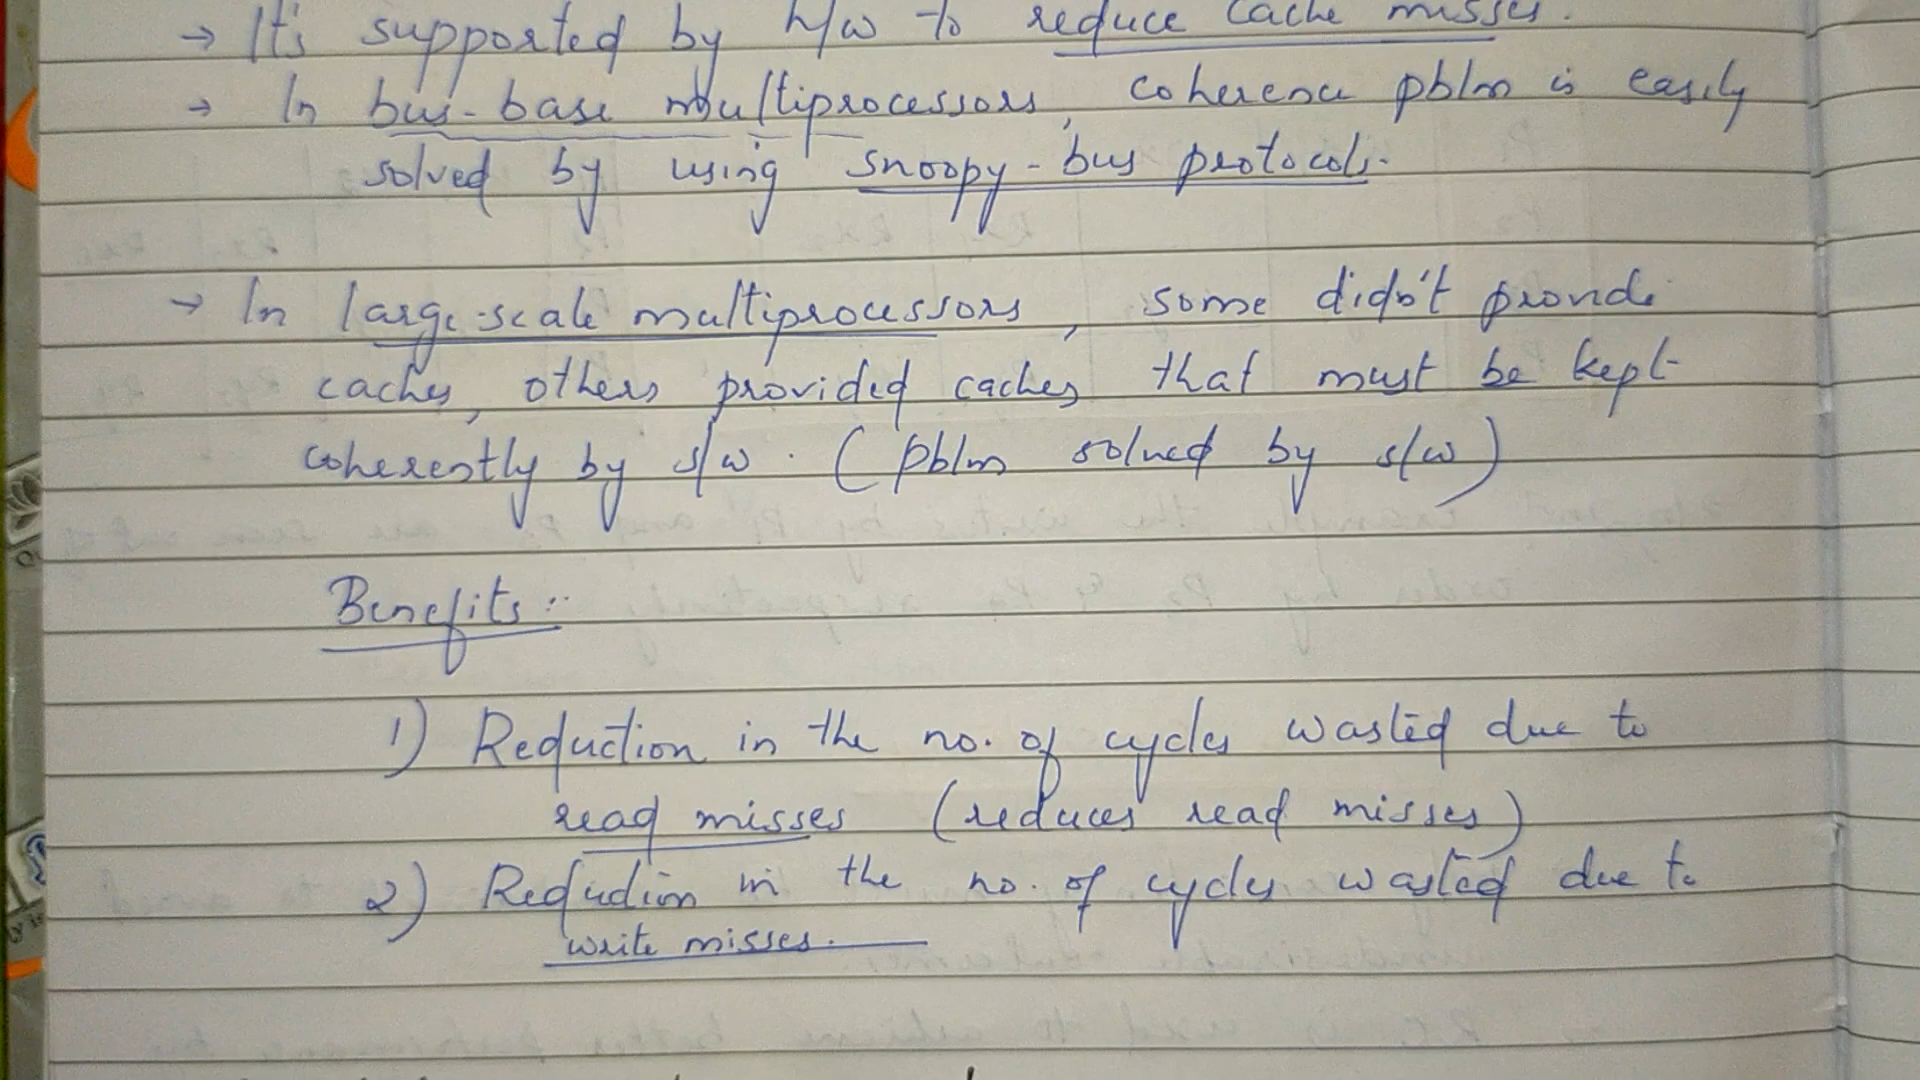 → It's supported by h/w to reduce cache misses.
→ In bus-base multiprocessors, coherence pblm is easily
solved by using snoopy-bus protocols.
→ In large-scale multiprocessors, some didn't provide
caches, others provided caches that must be kept
coherently by s/w. (pblm solved by s/w)
Benefits:
1) Reduction in the no. of cycles wasted due to
read misses (reduces read misses)
2) Reduction in the no. of cycles wasted due to
write misses.